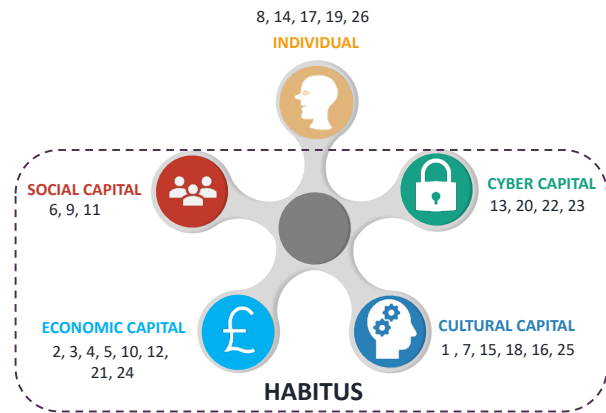 8, 14, 17, 19, 26
INDIVIDUAL
SOCIAL CAPITAL
6, 9, 11
CYBER CAPITAL
13, 20, 22, 23
ECONOMIC CAPITAL
2, 3, 4, 5, 10, 12,
21, 24
£
CULTURAL CAPITAL
1 , 7, 15, 18, 16, 25
HABITUS